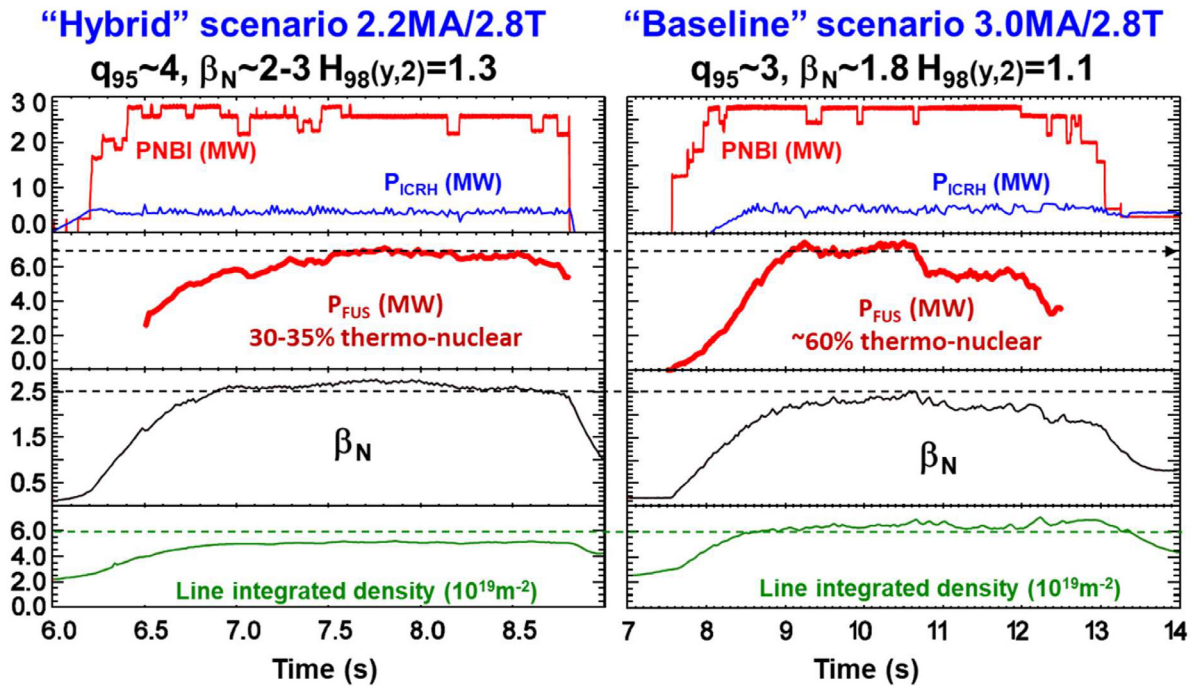 “Hybrid” scenario 2.2MA/2.8T
q95~4, βN~2-3 H98(y,2)=1.3
“Baseline” scenario 3.0MA/2.8T
q95~3, βN~1.8 H98(y,2)=1.1
3 0
2 0
1 0
0.0
PNBI (MW)
PICRH (MW)
PNBI (MW)
PICRH (MW)
6.0
4.0
2.0
0.0
PFUS (MW)
30-35% thermo-nuclear
PFUS (MW)
~60% thermo-nuclear
2.5
1.5
0.5
βN
βN
6.0
4.0
2.0
0.0
Line integrated density (10¹⁹m⁻²)
Line integrated density (10¹⁹m⁻²)
6.0 6.5 7.0 7.5 8.0 8.5
Time (s)
7 8 9 10 11 12 13 14
Time (s)